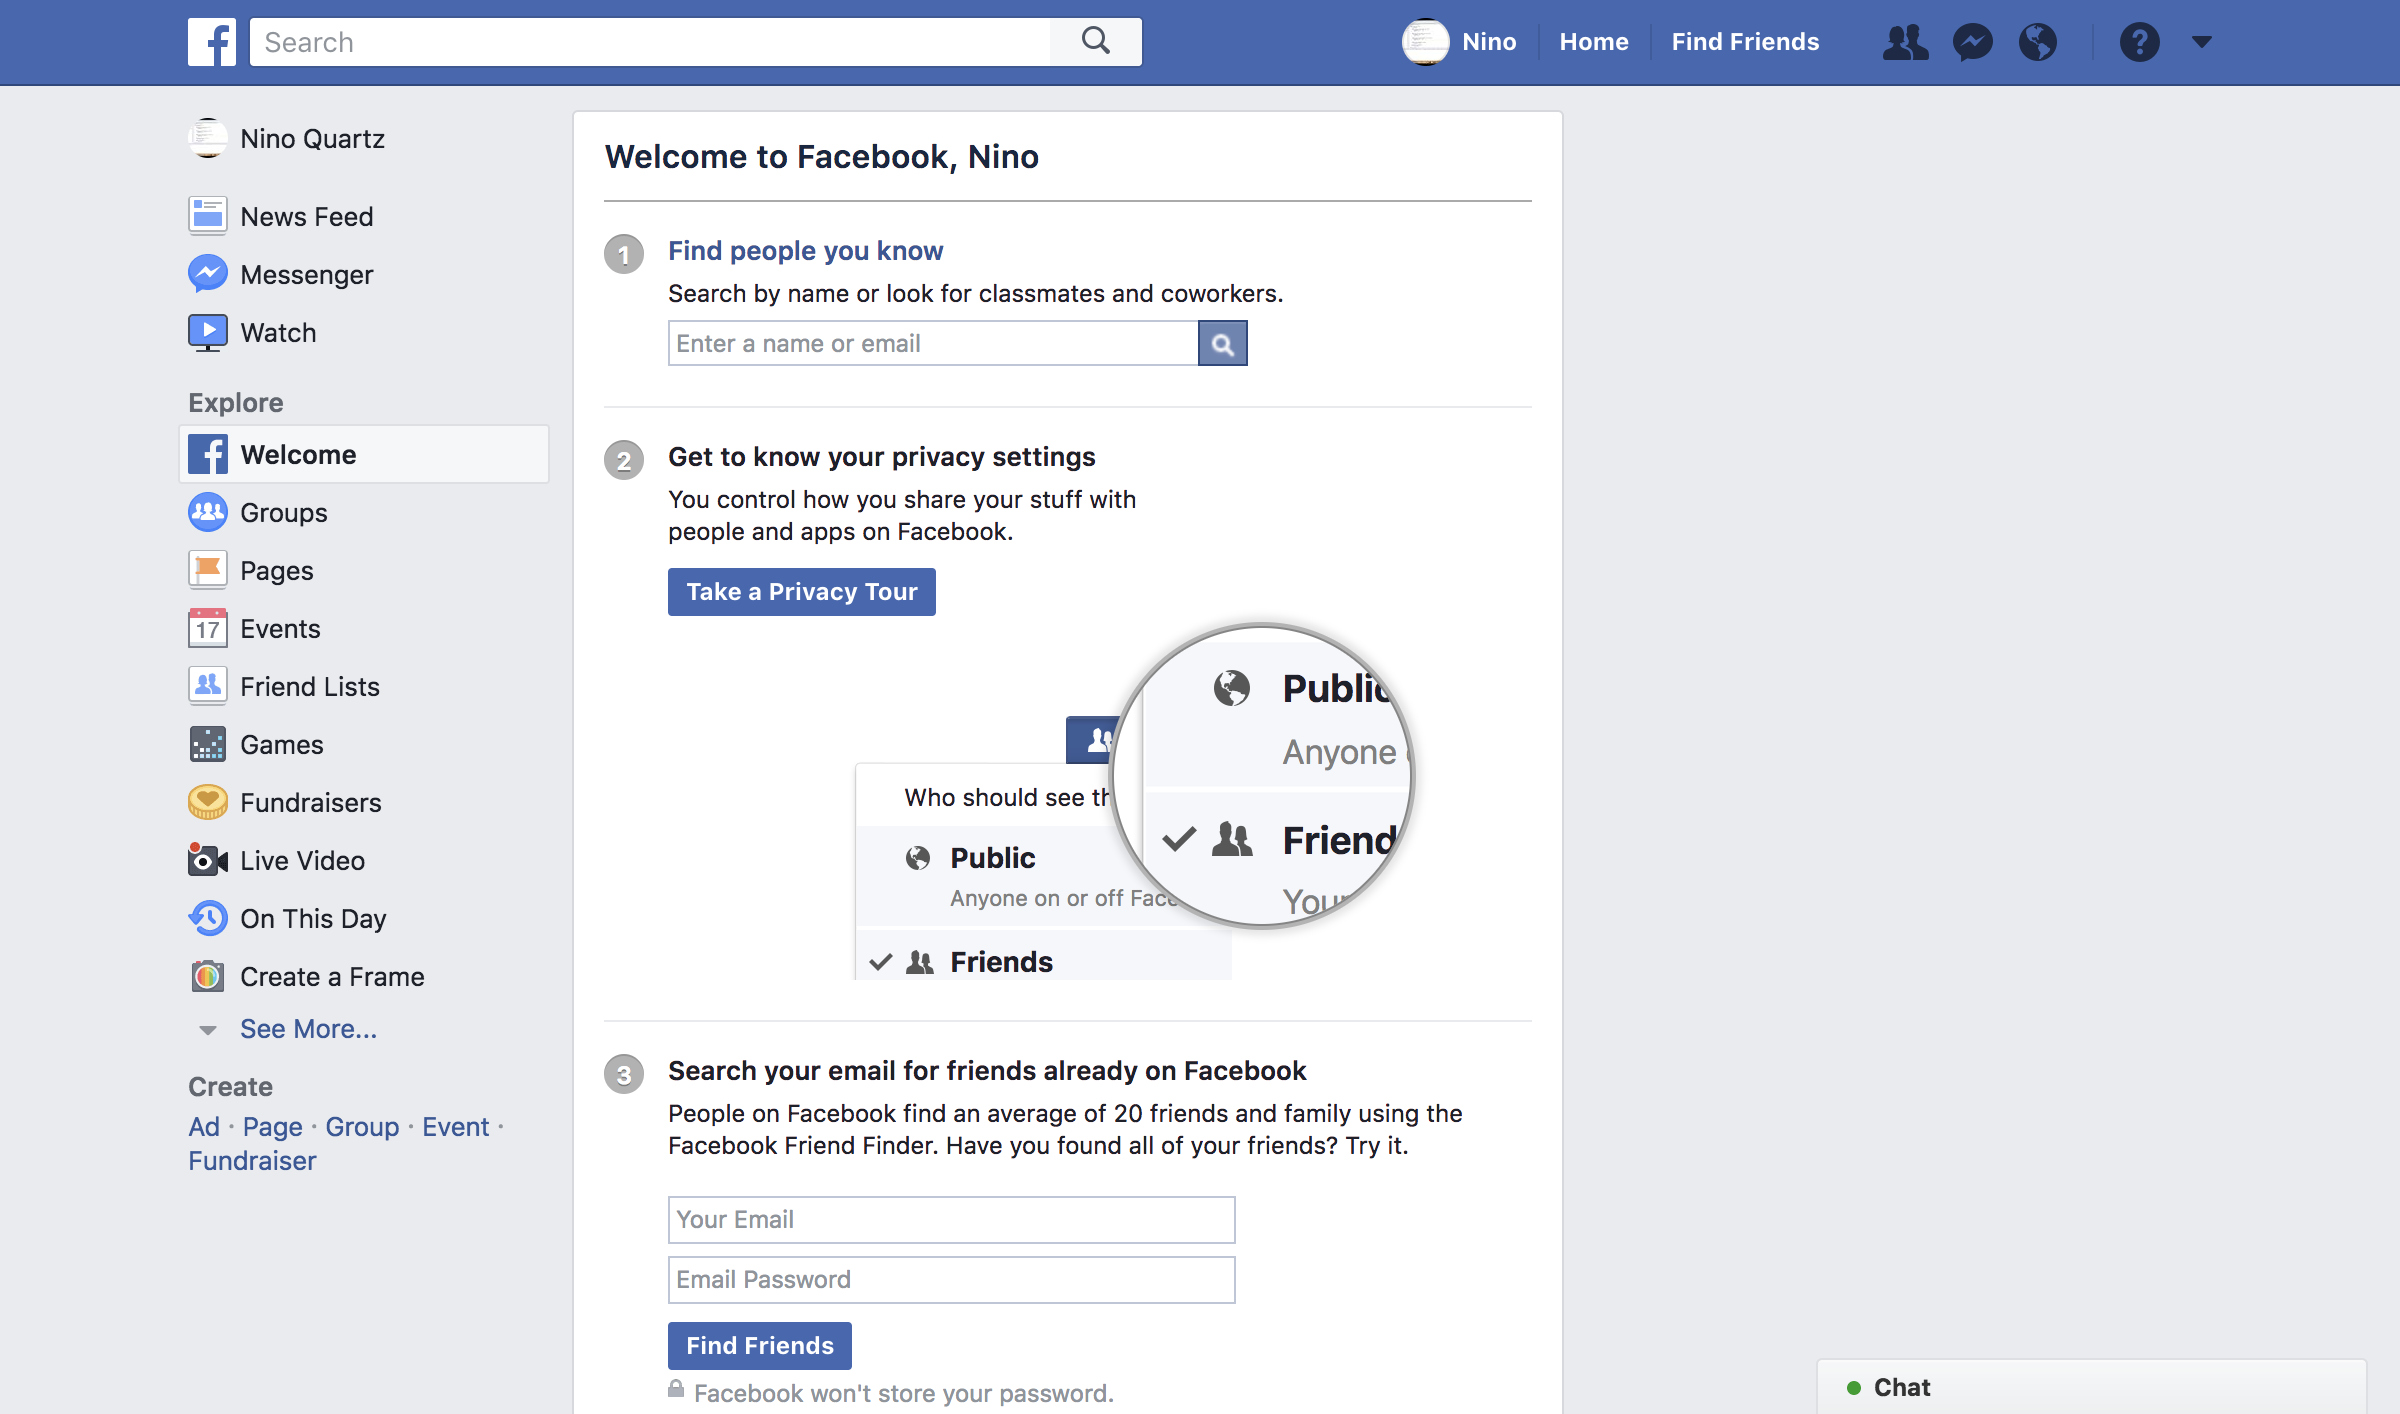 Search
Nino
Home
Find Friends
Nino Quartz
News Feed
Messenger
Watch
Explore
Welcome
Groups
Pages
17
Events
Friend Lists
Games
Fundraisers
Live Video
On This Day
Create a Frame
See More...
Create
Ad · Page · Group · Event ·
Fundraiser
Welcome to Facebook, Nino
1
Find people you know
Search by name or look for classmates and coworkers.
Enter a name or email
2
Get to know your privacy settings
You control how you share your stuff with
people and apps on Facebook.
Take a Privacy Tour
Who should see th
Public
Anyone on or off Face
Friends
Public
Anyone
Friend
Your
3
Search your email for friends already on Facebook
People on Facebook find an average of 20 friends and family using the
Facebook Friend Finder. Have you found all of your friends? Try it.
Your Email
Email Password
Find Friends
Facebook won't store your password.
Chat